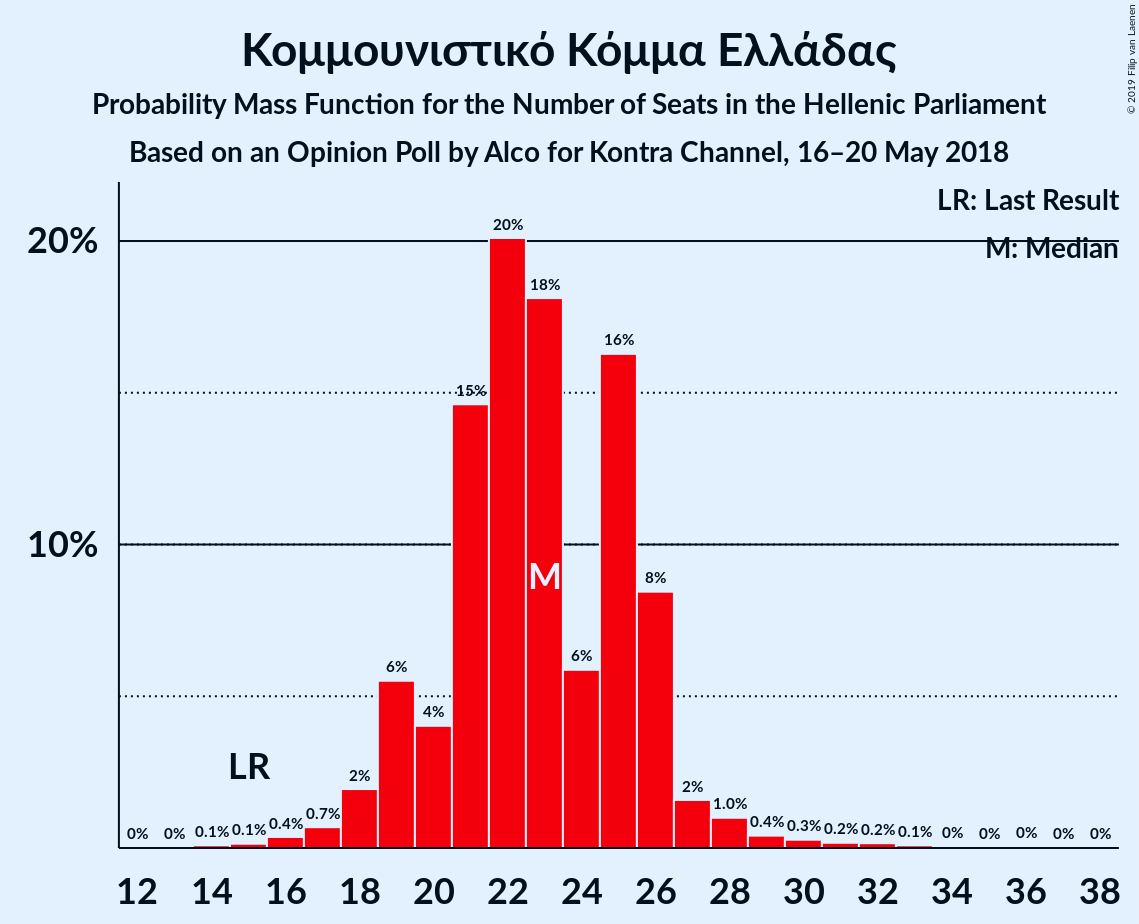 Κομμουνιστικό Κόμμα Ελλάδας
Probability Mass Function for the Number of Seats in the Hellenic Parliament
Based on an Opinion Poll by Alco for Kontra Channel, 16–20 May 2018
© 2019 Filip van Laenen
LR: Last Result
M: Median
20%
10%
0% 0% 0.1% 0.1% 0.4% 0.7% 2% 6% 4% 15% 20% 18% 6% 16% 8% 2% 1.0% 0.4% 0.3% 0.2% 0.2% 0.1% 0% 0% 0% 0% 0%
LR
M
12 14 16 18 20 22 24 26 28 30 32 34 36 38